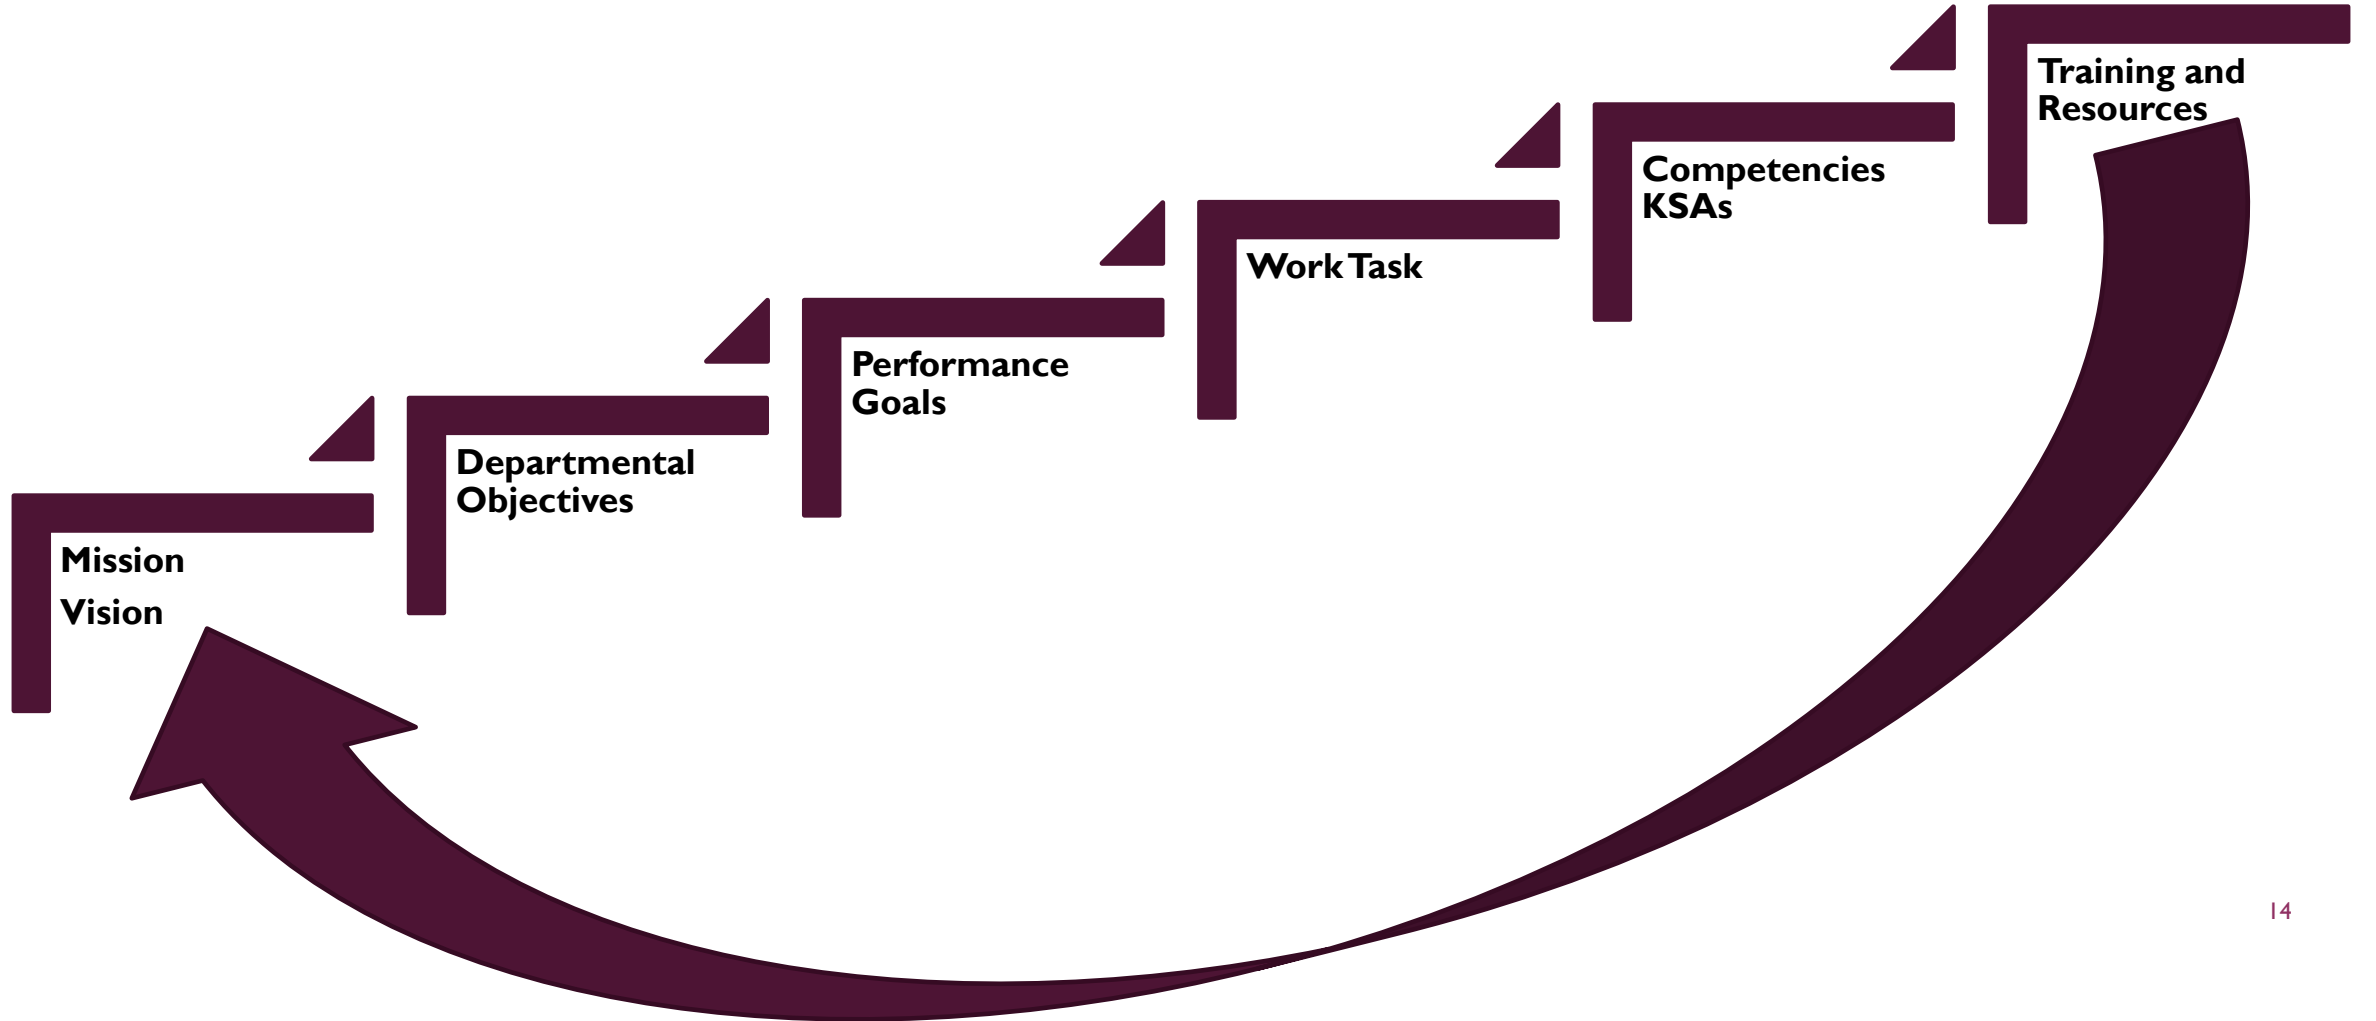 Mission
Vision
Departmental
Objectives
Performance
Goals
Work Task
Competencies
KSAs
Training and
Resources
14